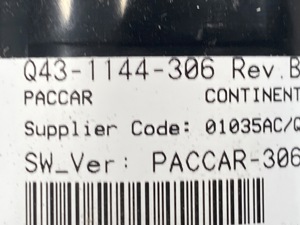 Q43-1144-306 Rev.B
PACCAR CONTINENT
Supplier Code: 01035AC/Q
SW_Ver: PACCAR-306